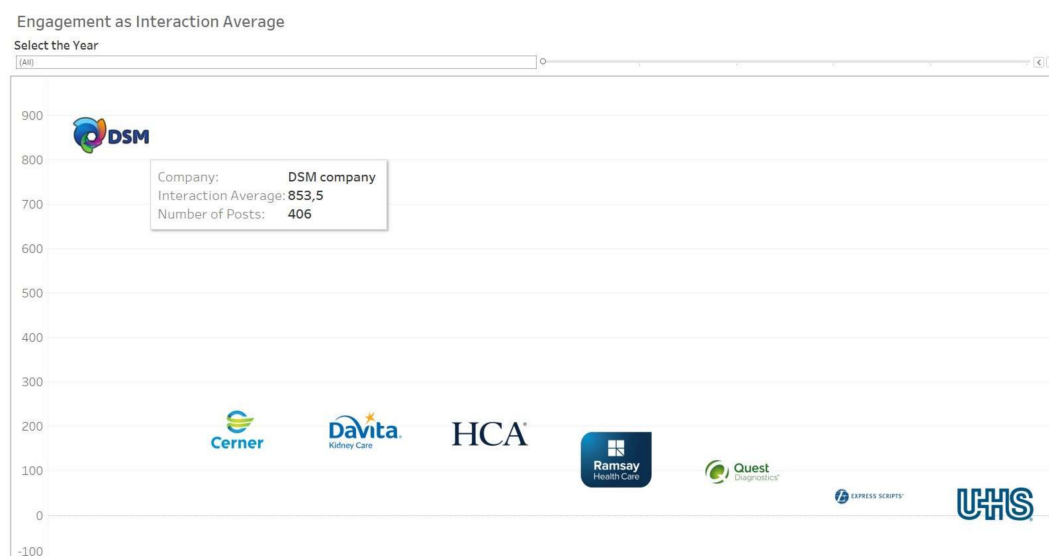 Engagement as Interaction Average
Select the Year
(All)
900
DSM
800
Company: DSM company
Interaction Average: 853,5
700
Number of Posts: 406
600
500
400
300
200
Cerner
DaVita.
Kidney Care
HCA
Ramsay
Health Care
100
Quest
Diagnostics
EXPRESS SCRIPTS
UHS
0
-100